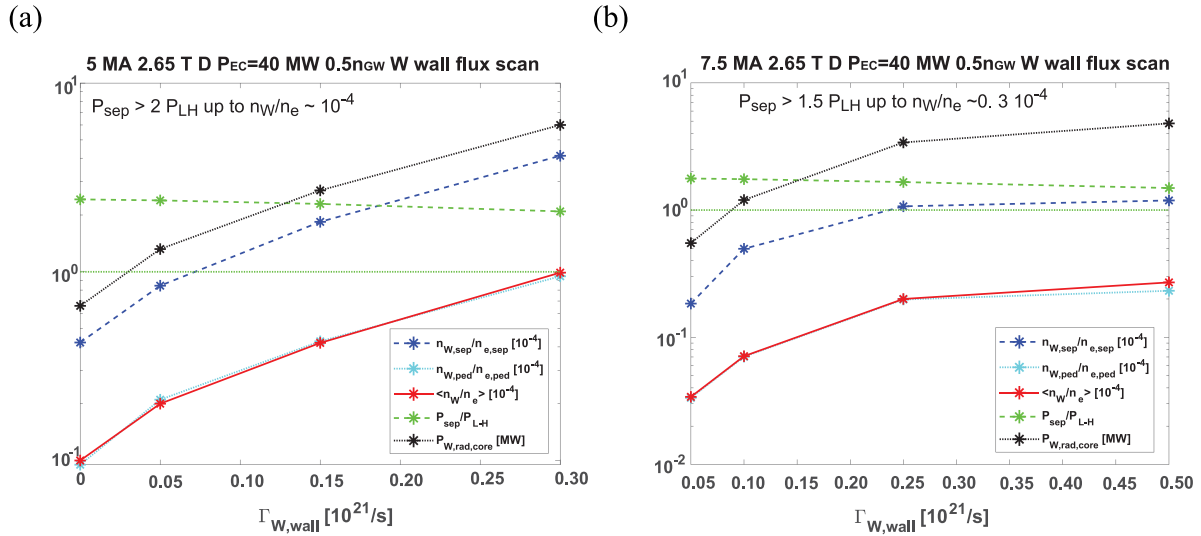 (a)
5 MA 2.65 T D PEC=40 MW 0.5nGW W wall flux scan
P_sep > 2 P_LH up to n_W/n_e ~ 10^-4
10^1
10^0
10^-1
n_W,sep/n_e,sep [10^-4]
n_W,ped/n_e,ped [10^-4]
<n_W/n_e> [10^-4]
P_sep/P_L-H
P_W,rad,core [MW]
0 0.05 0.10 0.15 0.20 0.25 0.30
Γ_W,wall [10^21/s]
(b)
7.5 MA 2.65 T D PEC=40 MW 0.5nGW W wall flux scan
P_sep > 1.5 P_LH up to n_W/n_e ~0. 3 10^-4
10^1
10^0
10^-1
10^-2
n_W,sep/n_e,sep [10^-4]
n_W,ped/n_e,ped [10^-4]
<n_W/n_e> [10^-4]
P_sep/P_L-H
P_W,rad,core [MW]
0.05 0.10 0.15 0.20 0.25 0.30 0.35 0.40 0.45 0.50
Γ_W,wall [10^21/s]